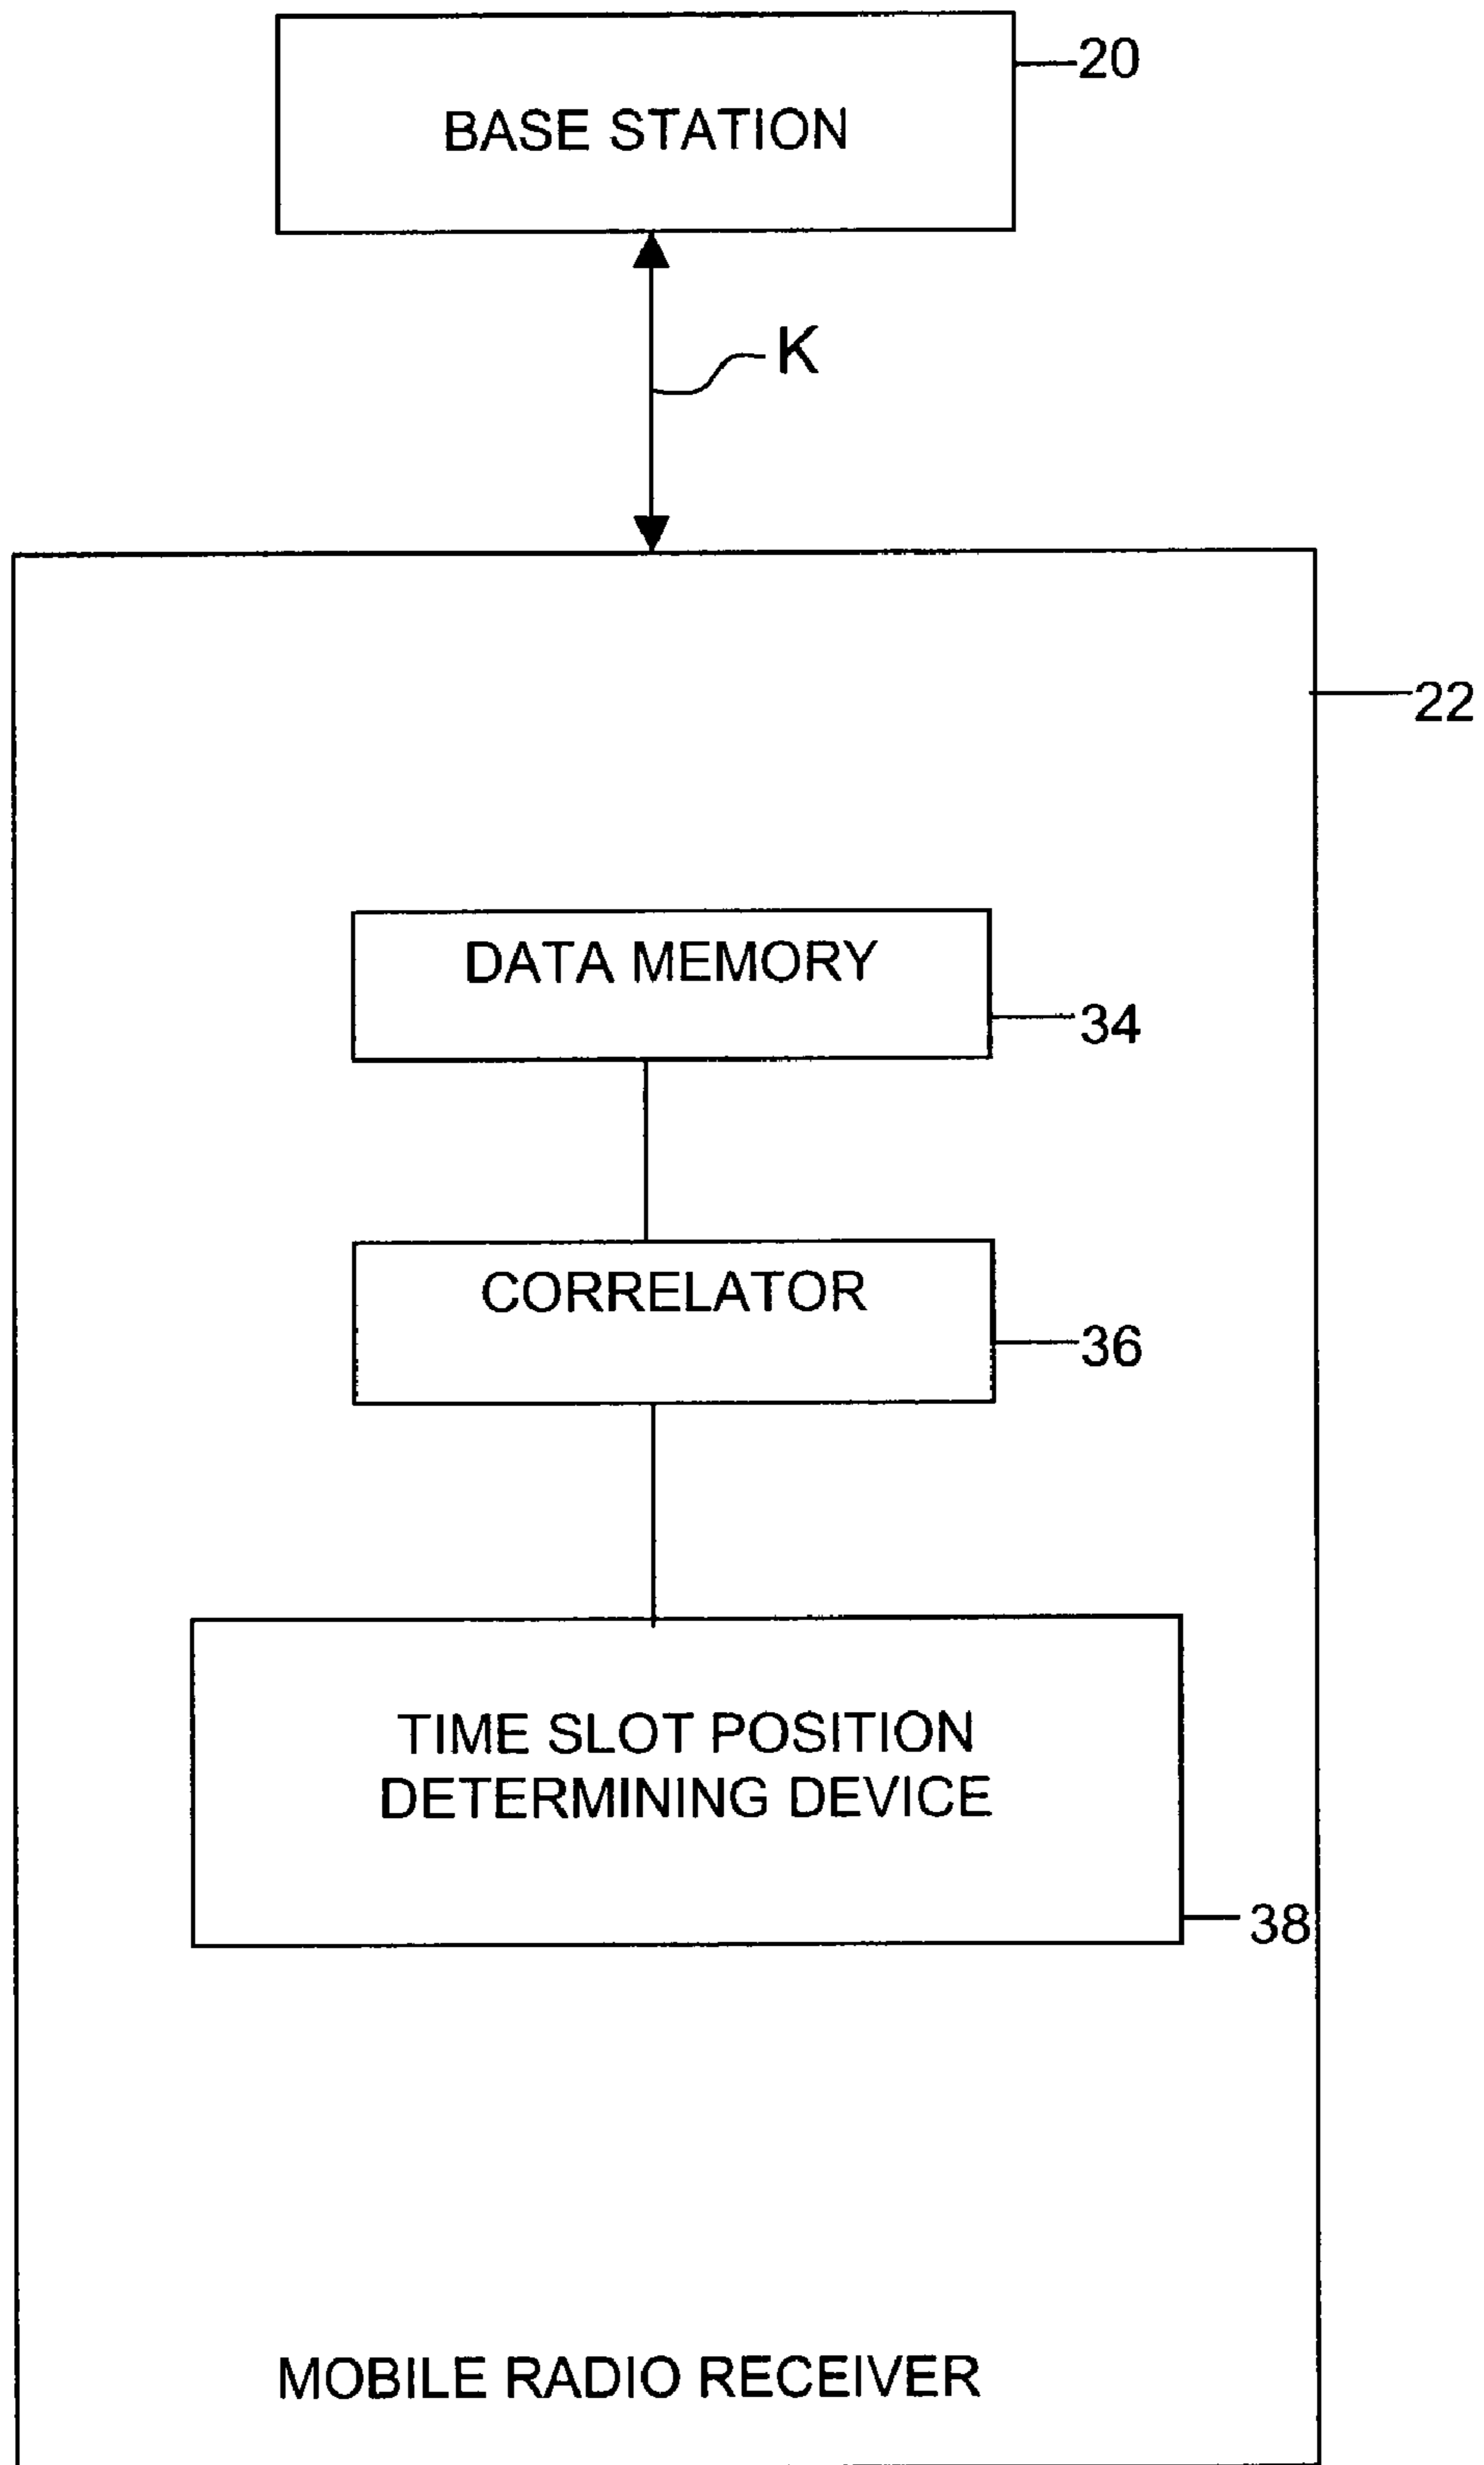 20
BASE STATION
K
22
DATA MEMORY
34
CORRELATOR
36
TIME SLOT POSITION
DETERMINING DEVICE
38
MOBILE RADIO RECEIVER